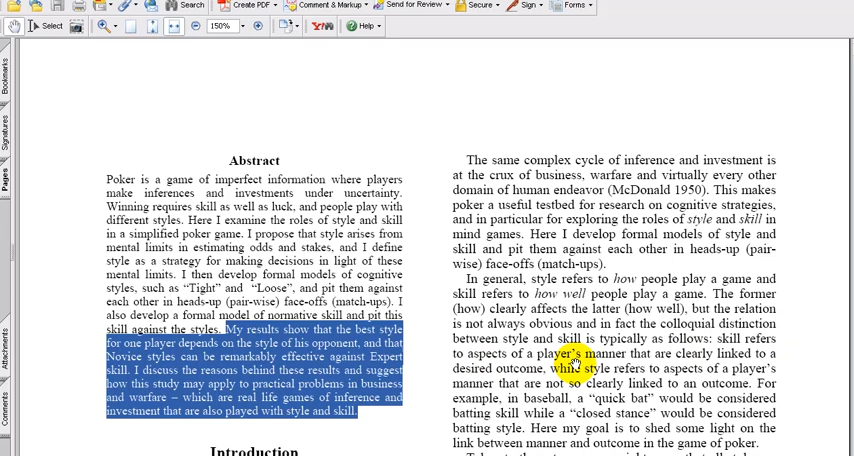 Search
Create PDF
Comment & Markup
Send for Review
Secure
Sign
Forms
Select
150%
Y!
Help
Bookmarks
Signatures
Pages
Attachments
Comments
Abstract
Poker is a game of imperfect information where players
make inferences and investments under uncertainty.
Winning requires skill as well as luck, and people play with
different styles. Here I examine the roles of style and skill
in a simplified poker game. I propose that style arises from
mental limits in estimating odds and stakes, and I define
style as a strategy for making decisions in light of these
mental limits. I then develop formal models of cognitive
styles, such as "Tight" and "Loose", and pit them against
each other in heads-up (pair-wise) face-offs (match-ups). I
also develop a formal model of normative skill and pit this
skill against the styles. My results show that the best style
for one player depends on the style of his opponent, and that
Novice styles can be remarkably effective against Expert
skill. I discuss the reasons behind these results and suggest
how this study may apply to practical problems in business
and warfare – which are real life games of inference and
investment that are also played with style and skill.
Introduction
The same complex cycle of inference and investment is
at the crux of business, warfare and virtually every other
domain of human endeavor (McDonald 1950). This makes
poker a useful testbed for research on cognitive strategies,
and in particular for exploring the roles of style and skill in
mind games. Here I develop formal models of style and
skill and pit them against each other in heads-up (pair-
wise) face-offs (match-ups).
In general, style refers to how people play a game and
skill refers to how well people play a game. The former
(how) clearly affects the latter (how well), but the relation
is not always obvious and in fact the colloquial distinction
between style and skill is typically as follows: skill refers
to aspects of a player's manner that are clearly linked to a
desired outcome, while style refers to aspects of a player's
manner that are not so clearly linked to an outcome. For
example, in baseball, a "quick bat" would be considered
batting skill while a "closed stance" would be considered
batting style. Here my goal is to shed some light on the
link between manner and outcome in the game of poker.